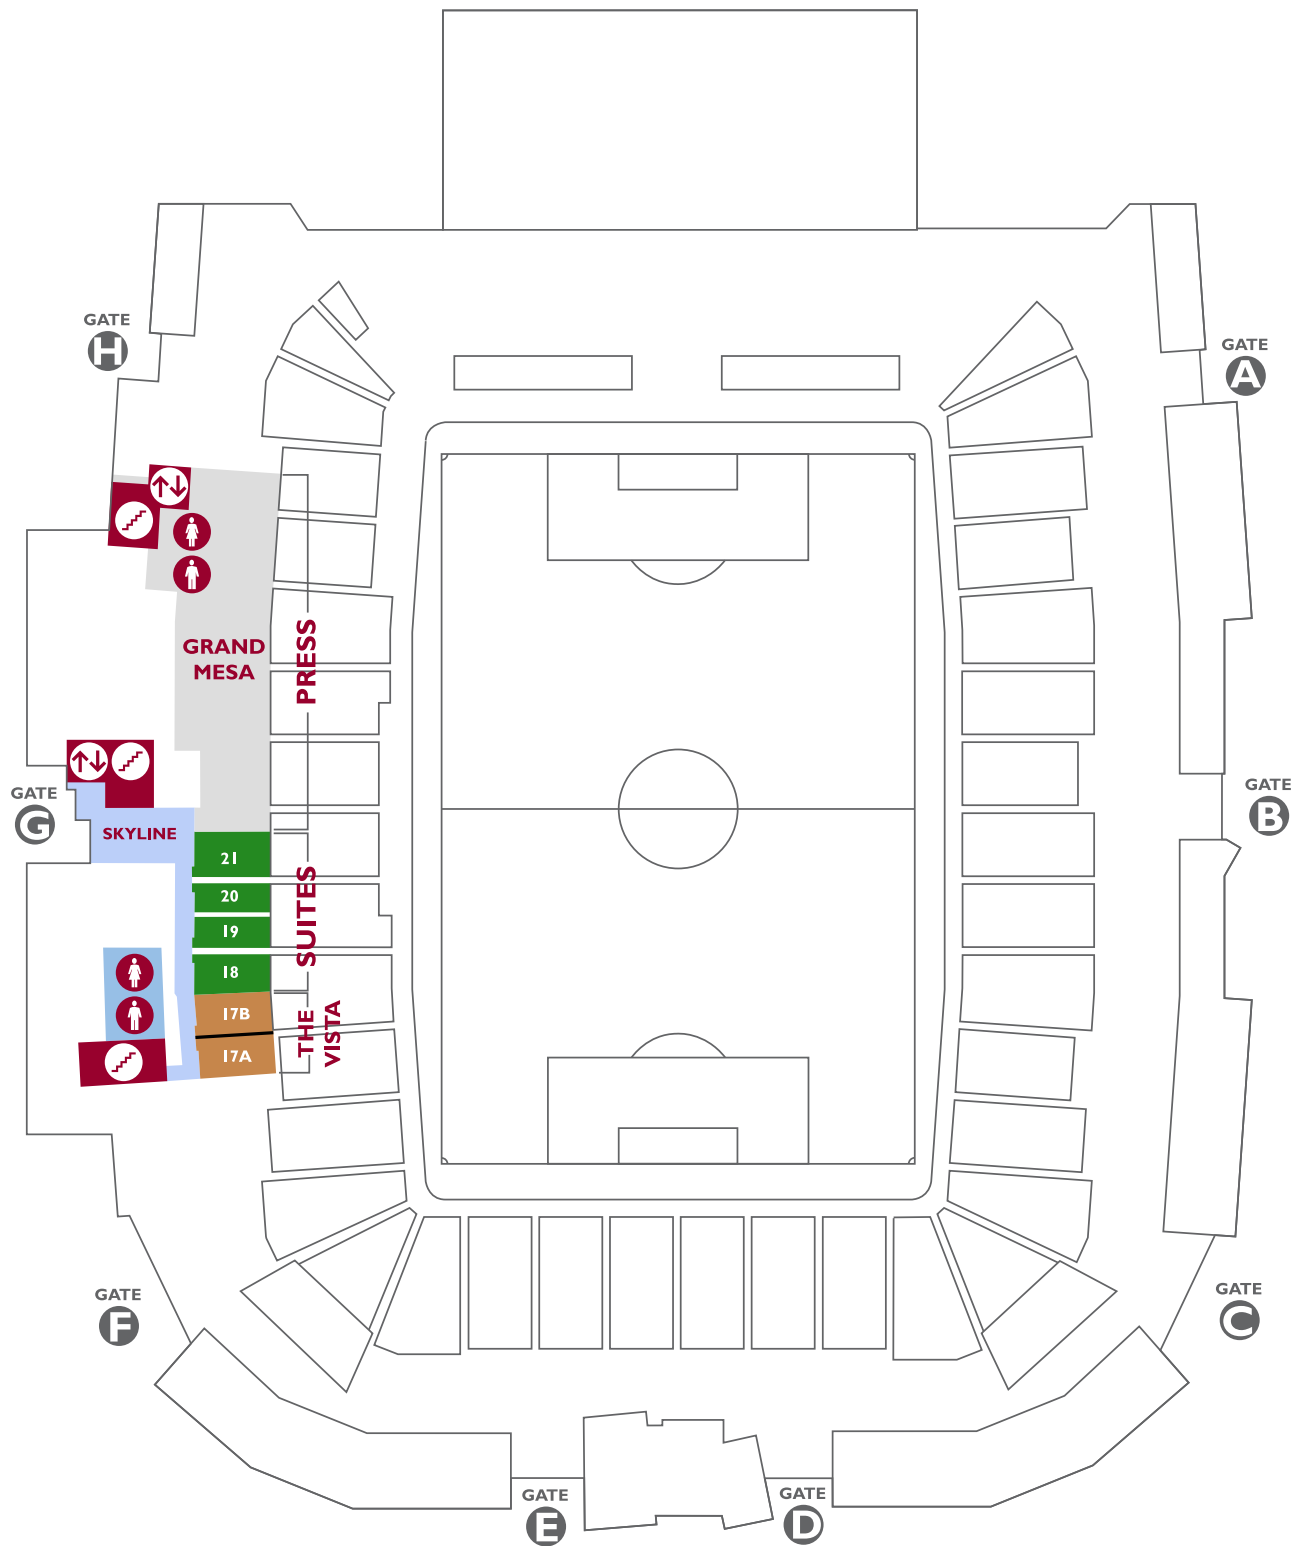 GATE
H
GATE
A
GRAND
MESA
PRESS
GATE
G
GATE
B
SKYLINE
21
20
19
18
SUITES
17B
17A
THE
VISTA
GATE
F
GATE
C
GATE
E
GATE
D